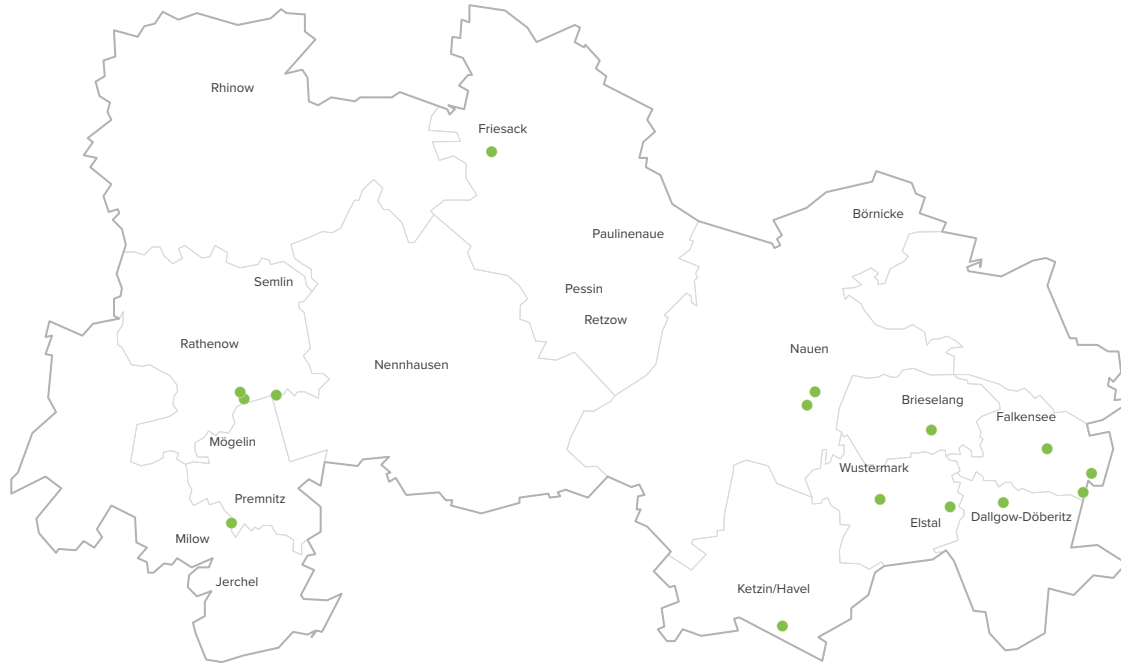 Rhinow
Friesack
Börnicke
Paulinenaue
Semlin
Pessin
Retzow
Rathenow
Nauen
Nennhausen
Brieselang
Falkensee
Mögelin
Wustermark
Premnitz
Elstal
Dallgow-Döberitz
Milow
Jerchel
Ketzin/Havel